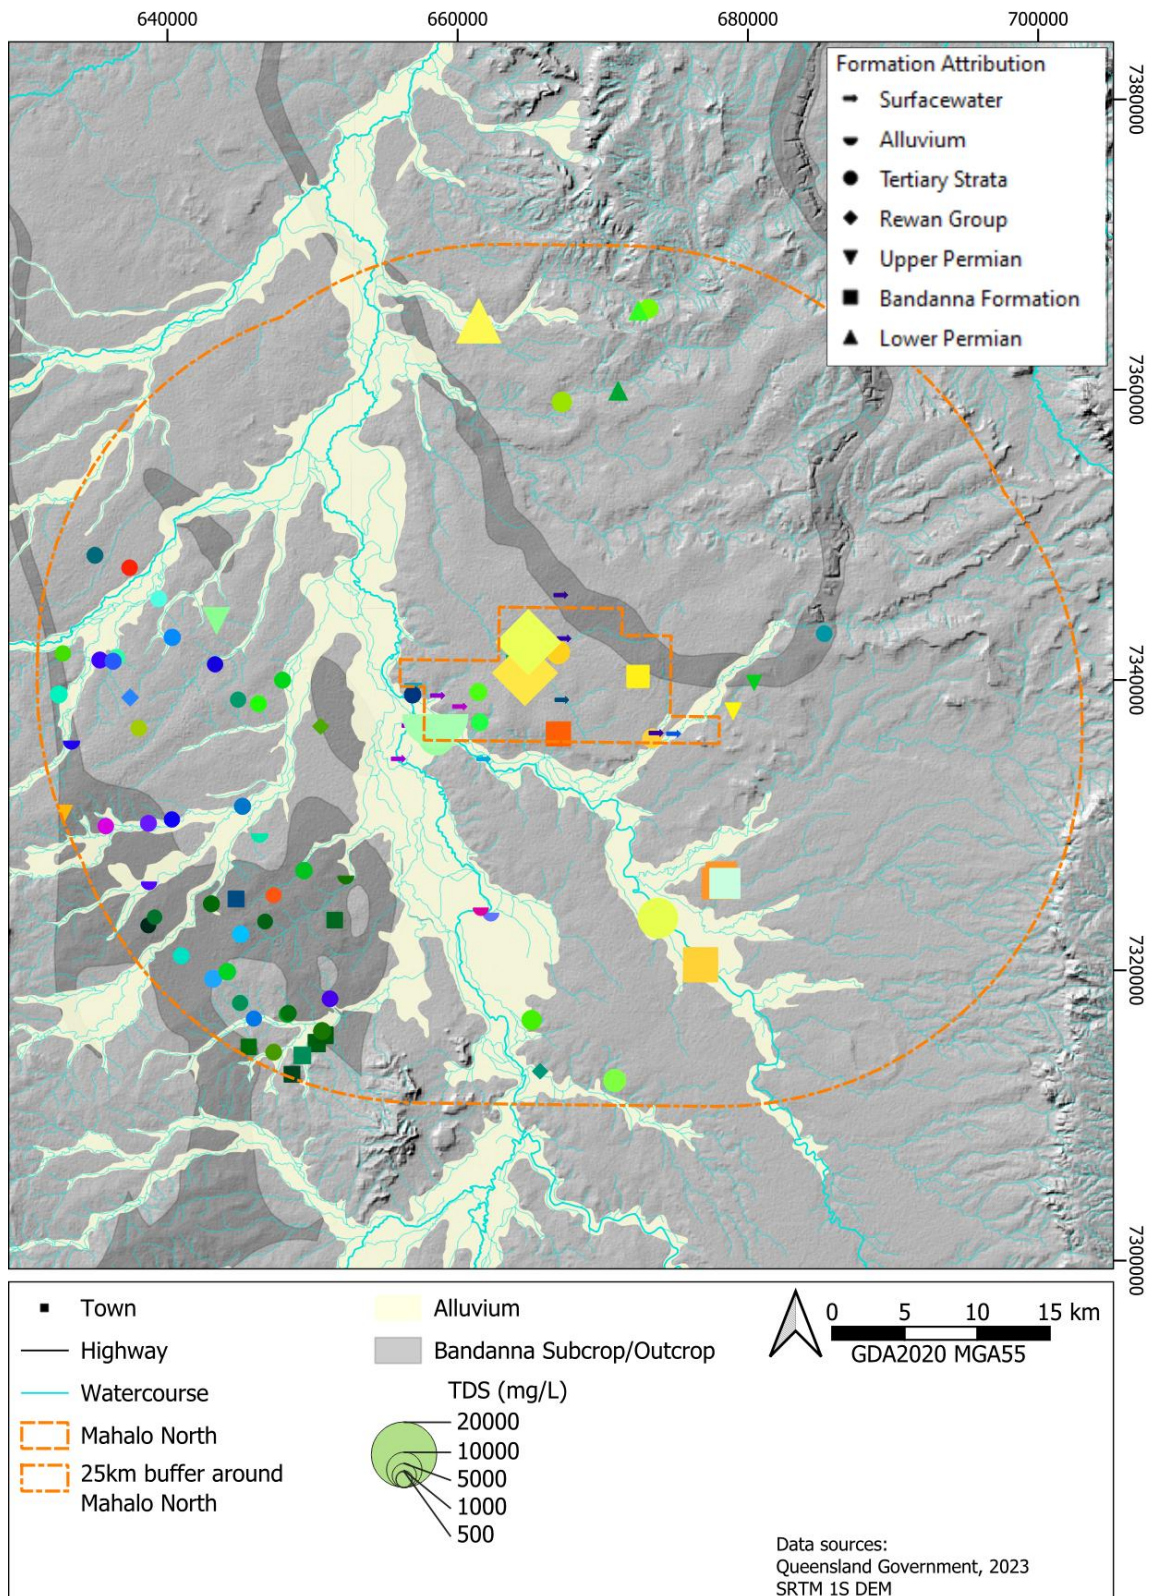 640000 660000 680000 700000
Formation Attribution
Surfacewater
Alluvium
Tertiary Strata
Rewan Group
Upper Permian
Bandanna Formation
Lower Permian
7380000
7360000
7340000
7320000
7300000
Town
Highway
Watercourse
Mahalo North
25km buffer around
Mahalo North
Alluvium
Bandanna Subcrop/Outcrop
TDS (mg/L)
20000
10000
5000
1000
500
0 5 10 15 km
GDA2020 MGA55
Data sources:
Queensland Government, 2023
SRTM 1S DEM